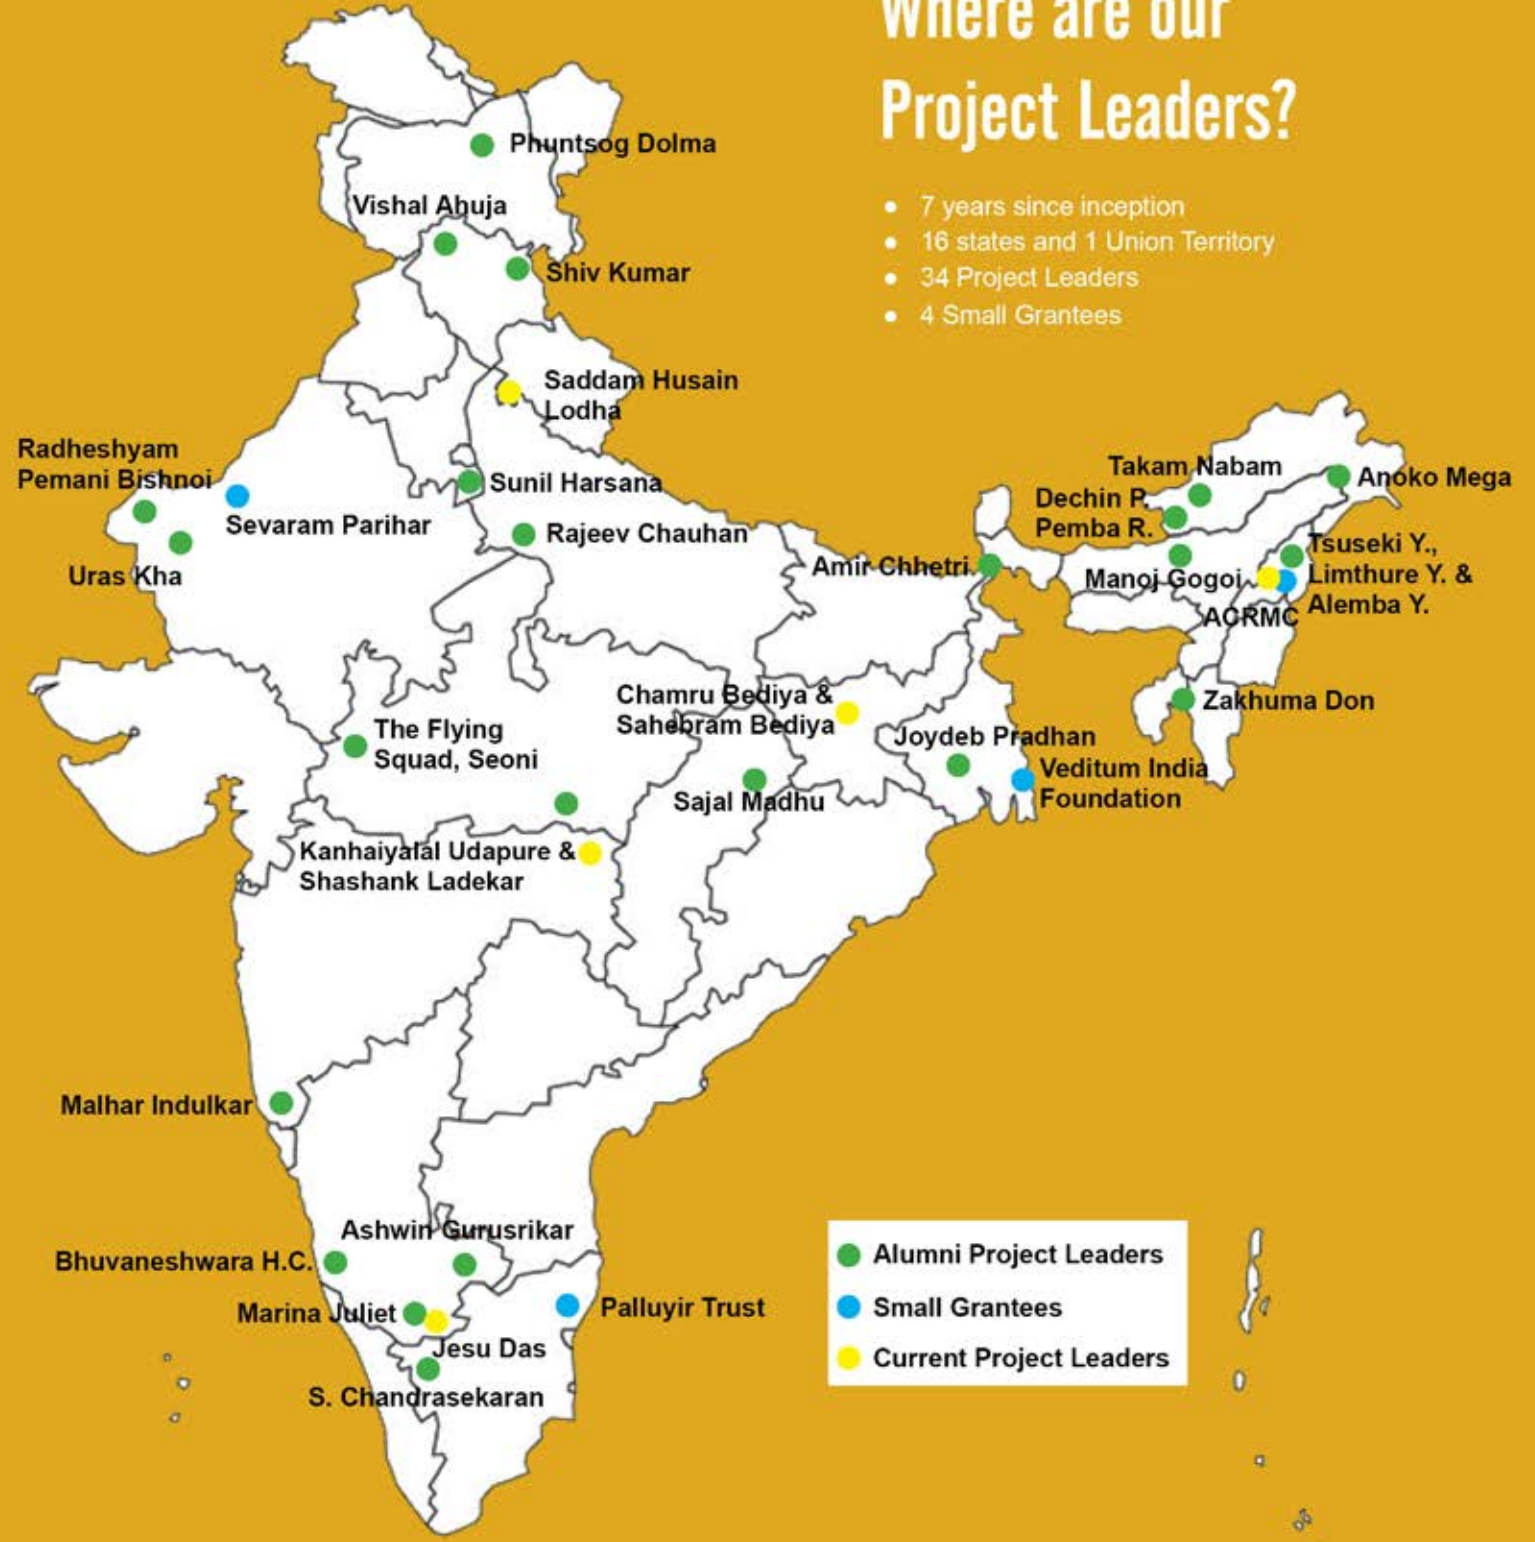 Where are our
Project Leaders?
7 years since inception
16 states and 1 Union Territory
34 Project Leaders
4 Small Grantees
Phuntsog Dolma
Vishal Ahuja
Shiv Kumar
Saddam Husain
Lodha
Radheshyam
Pemani Bishnoi
Sevaram Parihar
Uras Kha
Sunil Harsana
Rajeev Chauhan
Takam Nabam
Anoko Mega
Dechin P.
Pemba R.
Amir Chhetri
Manoj Gogoi
Tsuseki Y.,
Limthure Y. &
Alemba Y.
ACRMC
Zakhuma Don
Chamru Bediya &
Sahebram Bediya
The Flying
Squad, Seoni
Joydeb Pradhan
Veditum India
Foundation
Sajal Madhu
Kanhaiyalal Udapure &
Shashank Ladekar
Malhar Indulkar
Ashwin Gurusrikar
Bhuvaneshwara H.C.
Marina Juliet
Palluyir Trust
Jesu Das
S. Chandrasekaran
Alumni Project Leaders
Small Grantees
Current Project Leaders